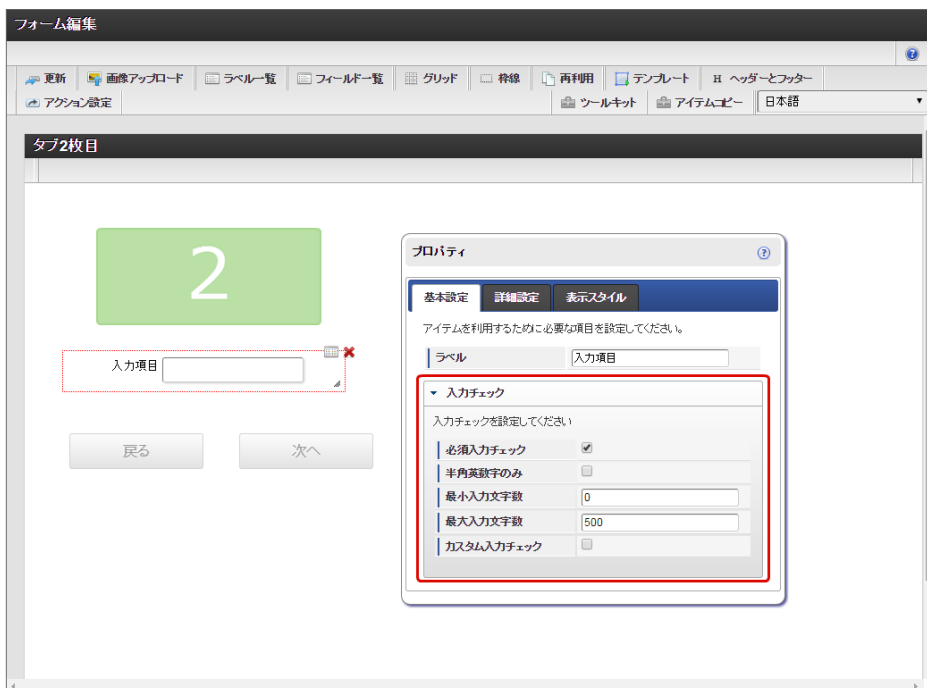 フォーム編集
更新 画像アップロード ラベル一覧 フィールド一覧 グリッド 枠線 再利用 テンプレート H ヘッダーとフッター
アクション設定 ツールキット アイテムコピー 日本語
タブ2枚目
2
入力項目
戻る 次へ
プロパティ
基本設定 詳細設定 表示スタイル
アイテムを利用するために必要な項目を設定してください。
ラベル 入力項目
入力チェック
入力チェックを設定してください
必須入力チェック
半角英数字のみ
最小入力文字数 0
最大入力文字数 500
カスタム入力チェック